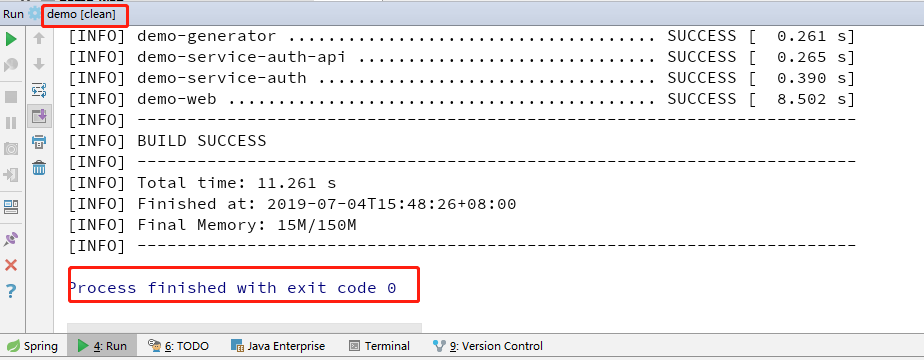 Run demo [clean]
[INFO] demo-generator ..................................... SUCCESS [  0.261 s]
[INFO] demo-service-auth-api .............................. SUCCESS [  0.265 s]
[INFO] demo-service-auth .................................. SUCCESS [  0.390 s]
[INFO] demo-web ........................................... SUCCESS [  8.502 s]
[INFO] ------------------------------------------------------------------------
[INFO] BUILD SUCCESS
[INFO] ------------------------------------------------------------------------
[INFO] Total time: 11.261 s
[INFO] Finished at: 2019-07-04T15:48:26+08:00
[INFO] Final Memory: 15M/150M
[INFO] ------------------------------------------------------------------------
Process finished with exit code 0
Spring 4: Run 6: TODO Java Enterprise Terminal 9: Version Control